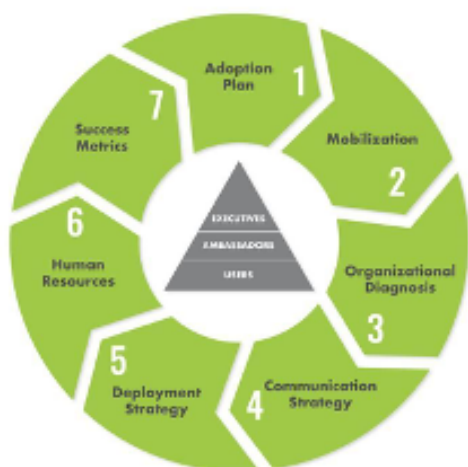 Adoption
Plan
1
Mobilization
2
Organizational
Diagnosis
3
Communication
Strategy
4
Deployment
Strategy
5
Human
Resources
6
Success
Metrics
7
EXECUTIVES
AMBASSADORS
USERS